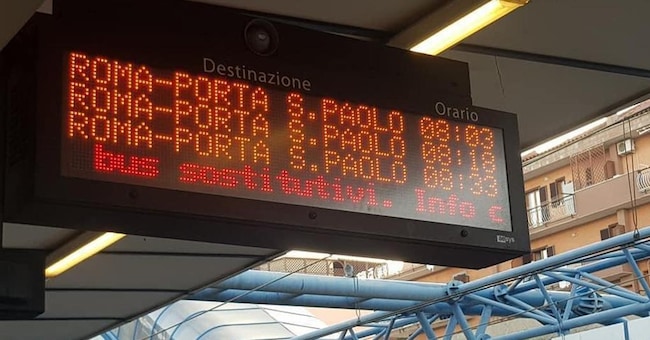 Destinazione Orario
ROMA-PORTA S.PAOLO 08:03
ROMA-PORTA S.PAOLO 08:18
ROMA-PORTA S.PAOLO 08:33
bus sostitutivi. Info c